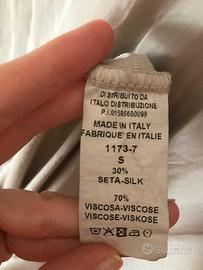 DISTRIBUITO DA
ITALO DISTRIBUZIONE
P.I.01585680099
MADE IN ITALY
FABRIQUE' EN ITALIE
1173-7
S
30%
SETA-SILK
70%
VISCOSA-VISCOSE
VISCOSE-VISKOSE
subito